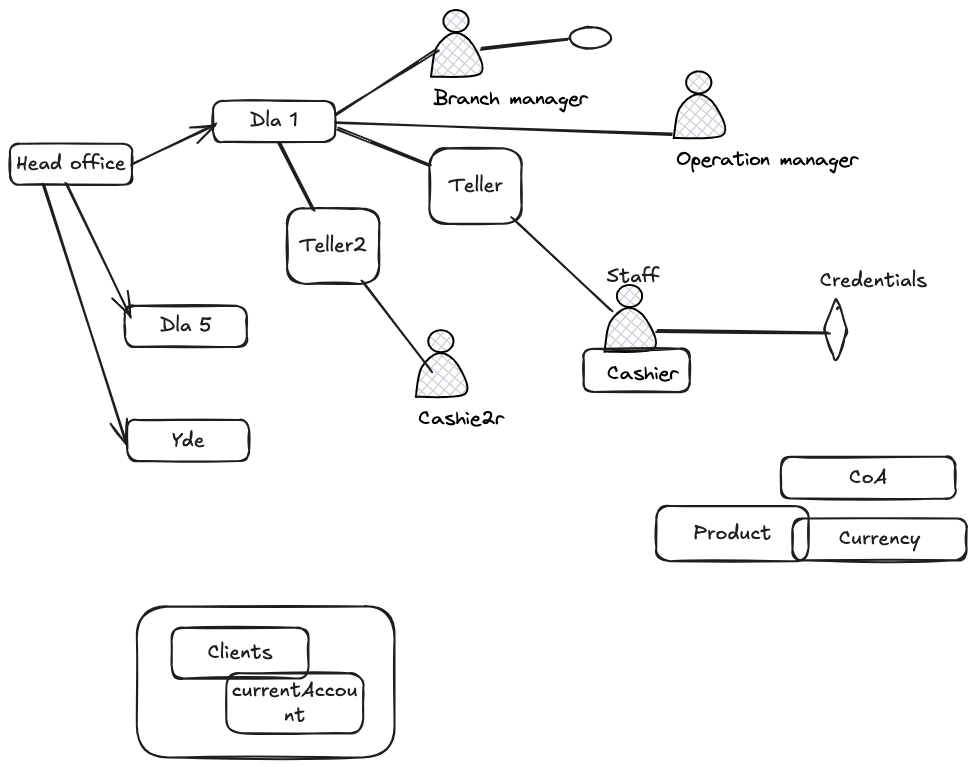 Branch manager
Dla 1
Head office
Operation manager
Teller
Teller2
Staff
Credentials
Dla 5
Cashier
Cashie2r
Yde
CoA
Product
Currency
Clients
currentAccou
nt